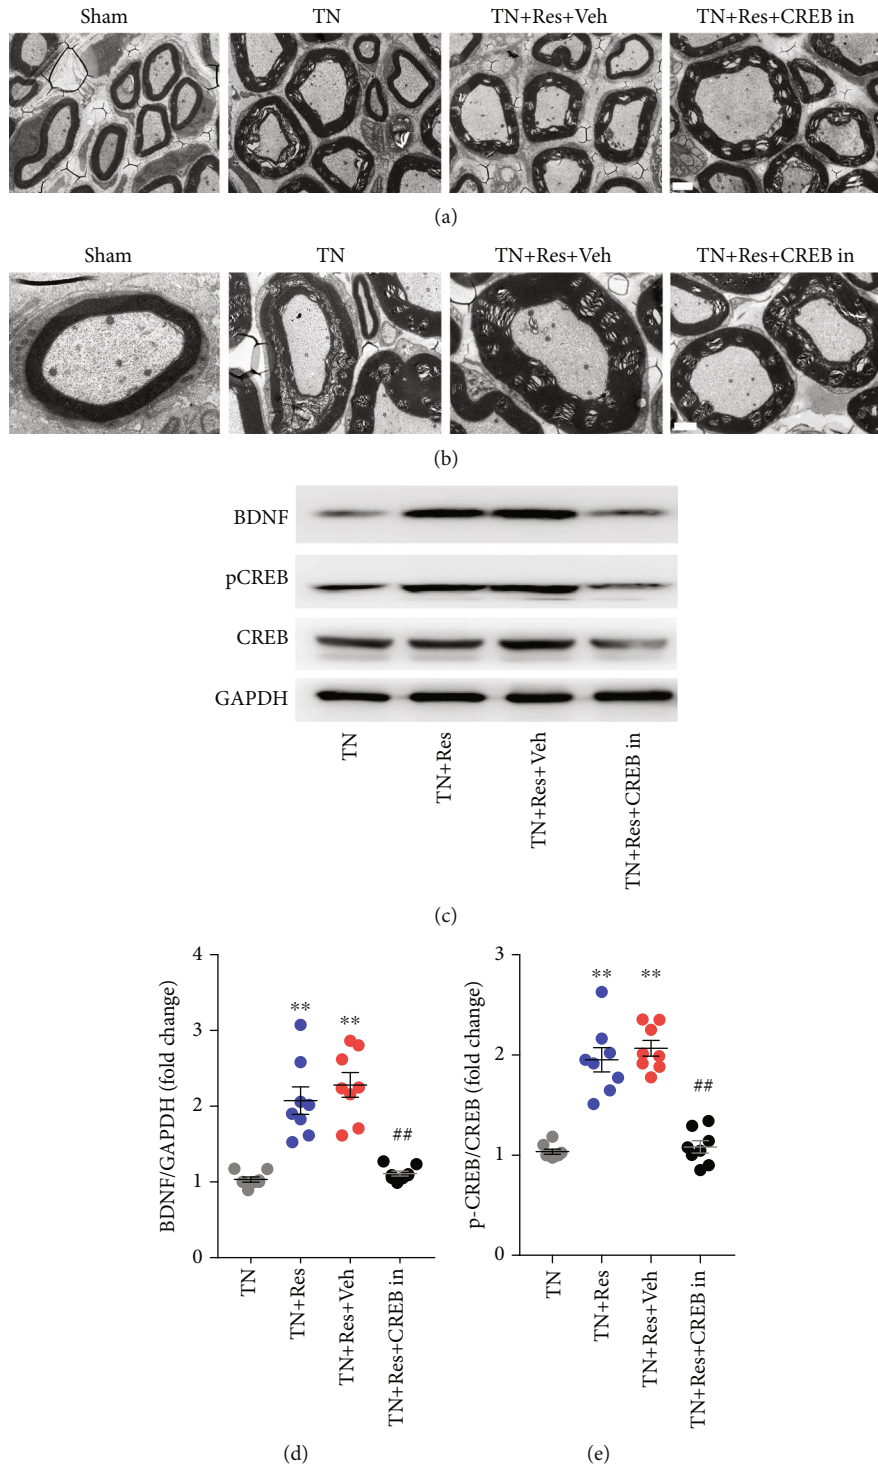 Sham TN TN+Res+Veh TN+Res+CREB in
(a)
Sham TN TN+Res+Veh TN+Res+CREB in
(b)
BDNF
pCREB
CREB
GAPDH
TN
TN+Res
TN+Res+Veh
TN+Res+CREB in
(c)
BDNF/GAPDH (fold change)
4
3
2
1
0
**
**
##
TN
TN+Res
TN+Res+Veh
TN+Res+CREB in
(d)
p-CREB/CREB (fold change)
3
2
1
0
**
**
##
TN
TN+Res
TN+Res+Veh
TN+Res+CREB in
(e)